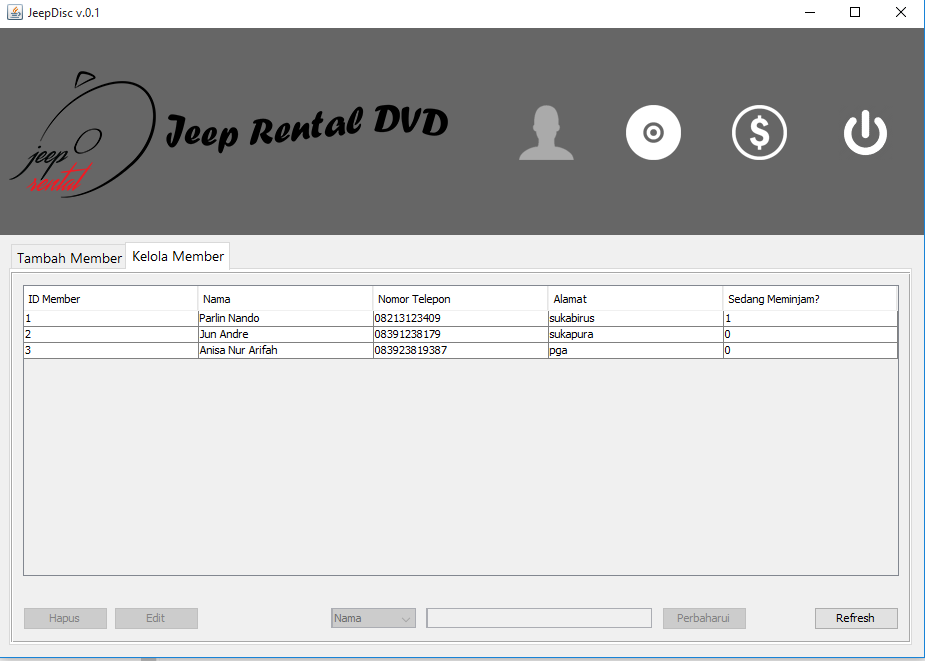 JeepDisc v.0.1
jeep
rental
Jeep Rental DVD
$
Tambah Member Kelola Member
ID Member Nama Nomor Telepon Alamat Sedang Meminjam?
1 Parlin Nando 08213123409 sukabirus 1
2 Jun Andre 08391238179 sukapura 0
3 Anisa Nur Arifah 083923819387 pga 0
Hapus Edit Nama Perbaharui Refresh